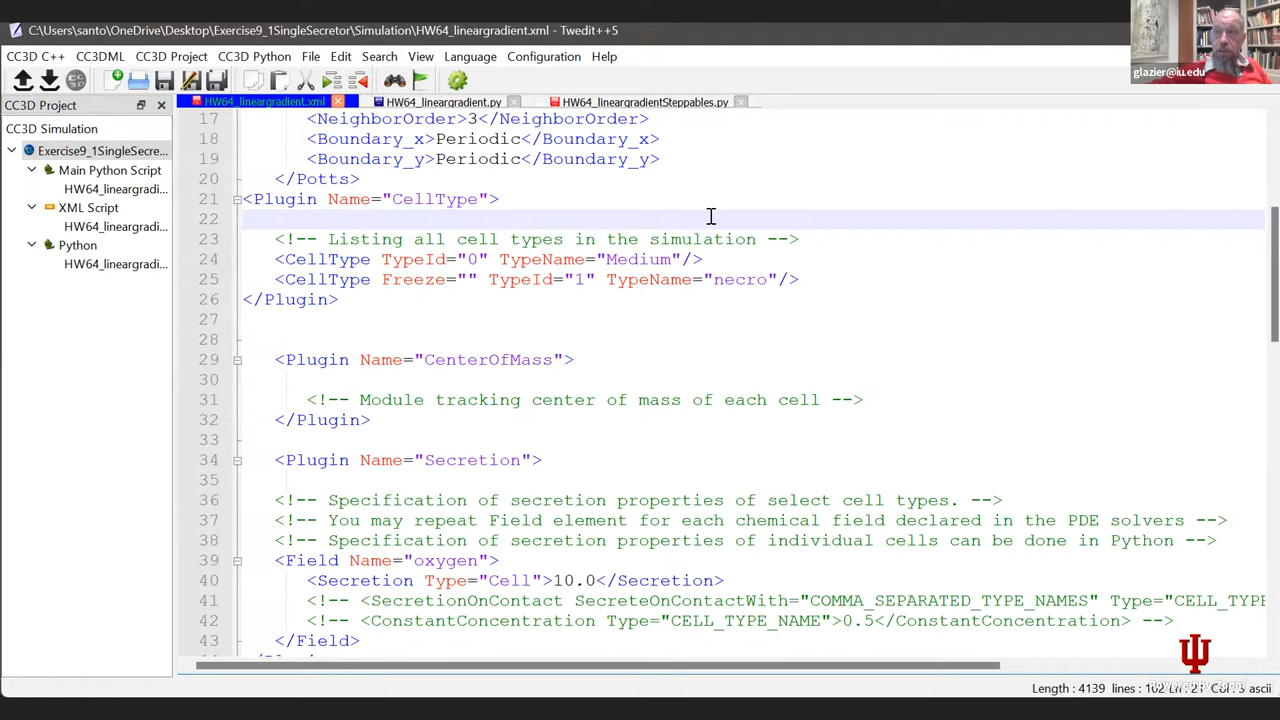 C:\Users\santo\OneDrive\Desktop\Exercise9_1SingleSecretor\Simulation\HW64_lineargradient.xml - Twedit++5
glazier@iu.edu
CC3D C++ CC3DML CC3D Project CC3D Python File Edit Search View Language Configuration Help
CC3D Project
HW64_lineargradient.xml HW64_lineargradient.py HW64_lineargradientSteppables.py
CC3D Simulation
Exercise9_1SingleSecre...
Main Python Script
HW64_lineargradi...
XML Script
HW64_lineargradi...
Python
HW64_lineargradi...
17 <NeighborOrder>3</NeighborOrder>
18 <Boundary_x>Periodic</Boundary_x>
19 <Boundary_y>Periodic</Boundary_y>
20 </Potts>
21 <Plugin Name="CellType">
22
23 <!-- Listing all cell types in the simulation -->
24 <CellType TypeId="0" TypeName="Medium"/>
25 <CellType Freeze="" TypeId="1" TypeName="necro"/>
26 </Plugin>
27
28
29 <Plugin Name="CenterOfMass">
30
31 <!-- Module tracking center of mass of each cell -->
32 </Plugin>
33
34 <Plugin Name="Secretion">
35
36 <!-- Specification of secretion properties of select cell types. -->
37 <!-- You may repeat Field element for each chemical field declared in the PDE solvers -->
38 <!-- Specification of secretion properties of individual cells can be done in Python -->
39 <Field Name="oxygen">
40 <Secretion Type="Cell">10.0</Secretion>
41 <!-- <SecretionOnContact SecreteOnContactWith="COMMA_SEPARATED_TYPE_NAMES" Type="CELL_TYPE
42 <!-- <ConstantConcentration Type="CELL_TYPE_NAME">0.5</ConstantConcentration> -->
43 </Field>
Powered by Zoom
Length : 4139 lines : 102 Ln : 21 Col : 3 ascii